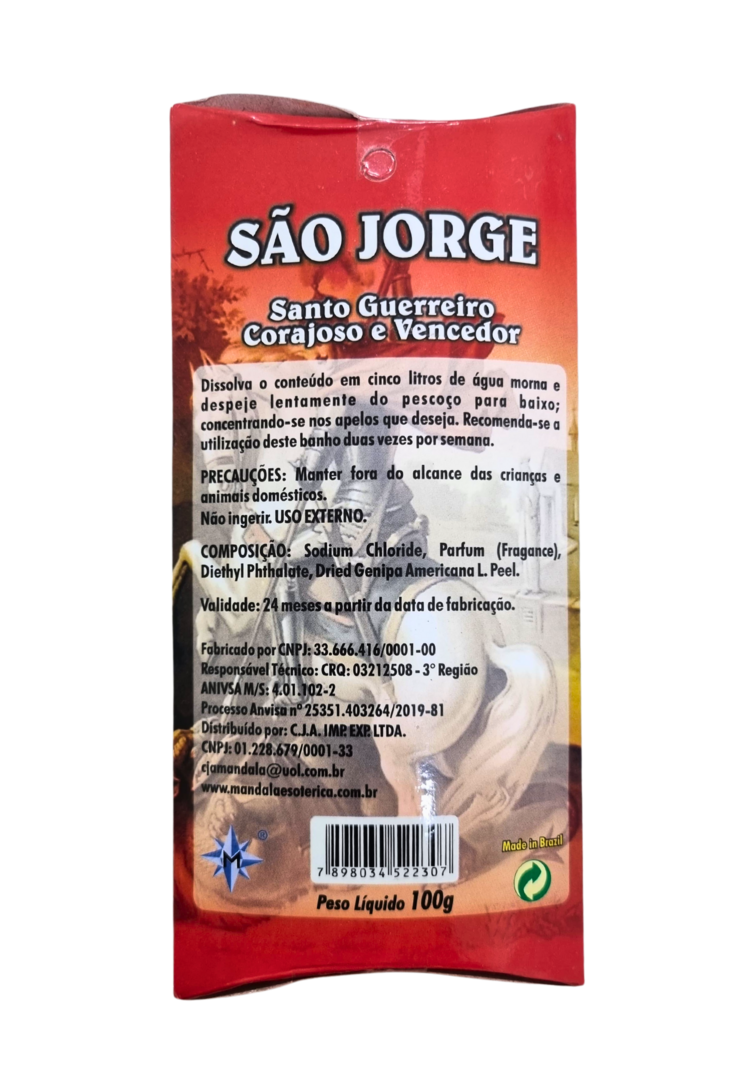 SÃO JORGE
Santo Guerreiro
Corajoso e Vencedor
Dissolva o conteúdo em cinco litros de água morna e
despeje lentamente do pescoço para baixo;
concentrando-se nos apelos que deseja. Recomenda-se a
utilização deste banho duas vezes por semana.
PRECAUÇÕES: Manter fora do alcance das crianças e
animais domésticos.
Não ingerir. USO EXTERNO.
COMPOSIÇÃO: Sodium Chloride, Parfum (Fragance),
Diethyl Phthalate, Dried Genipa Americana L. Peel.
Validade: 24 meses a partir da data de fabricação.
Fabricado por CNPJ: 33.666.416/0001-00
Responsável Técnico: CRQ: 03212508 - 3° Região
ANIVSA M/S: 4.01.102-2
Processo Anvisa nº 25351.403264/2019-81
Distribuído por: C.J.A. IMP. EXP. LTDA.
CNPJ: 01.228.679/0001-33
cjamandala@uol.com.br
www.mandalaesoterica.com.br
M ®
7 898034 522307
Made in Brazil
Peso Líquido 100g